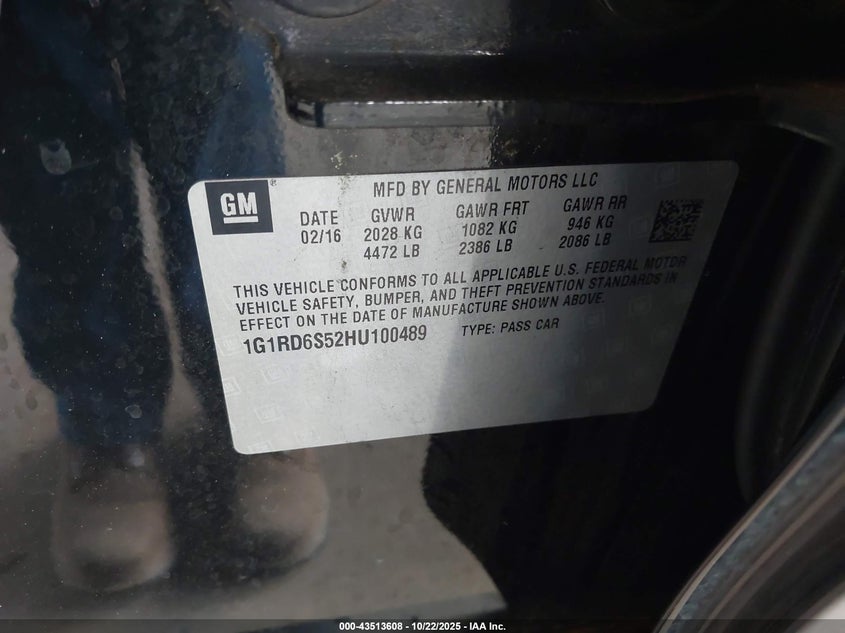 GM
MFD BY GENERAL MOTORS LLC
DATE GVWR GAWR FRT GAWR RR
02/16 2028 KG 1082 KG 946 KG
4472 LB 2386 LB 2086 LB
THIS VEHICLE CONFORMS TO ALL APPLICABLE U.S. FEDERAL MOTOR
VEHICLE SAFETY, BUMPER, AND THEFT PREVENTION STANDARDS IN
EFFECT ON THE DATE OF MANUFACTURE SHOWN ABOVE.
1G1RD6S52HU100489 TYPE: PASS CAR
000-43513608 - 10/22/2025 - IAA Inc.